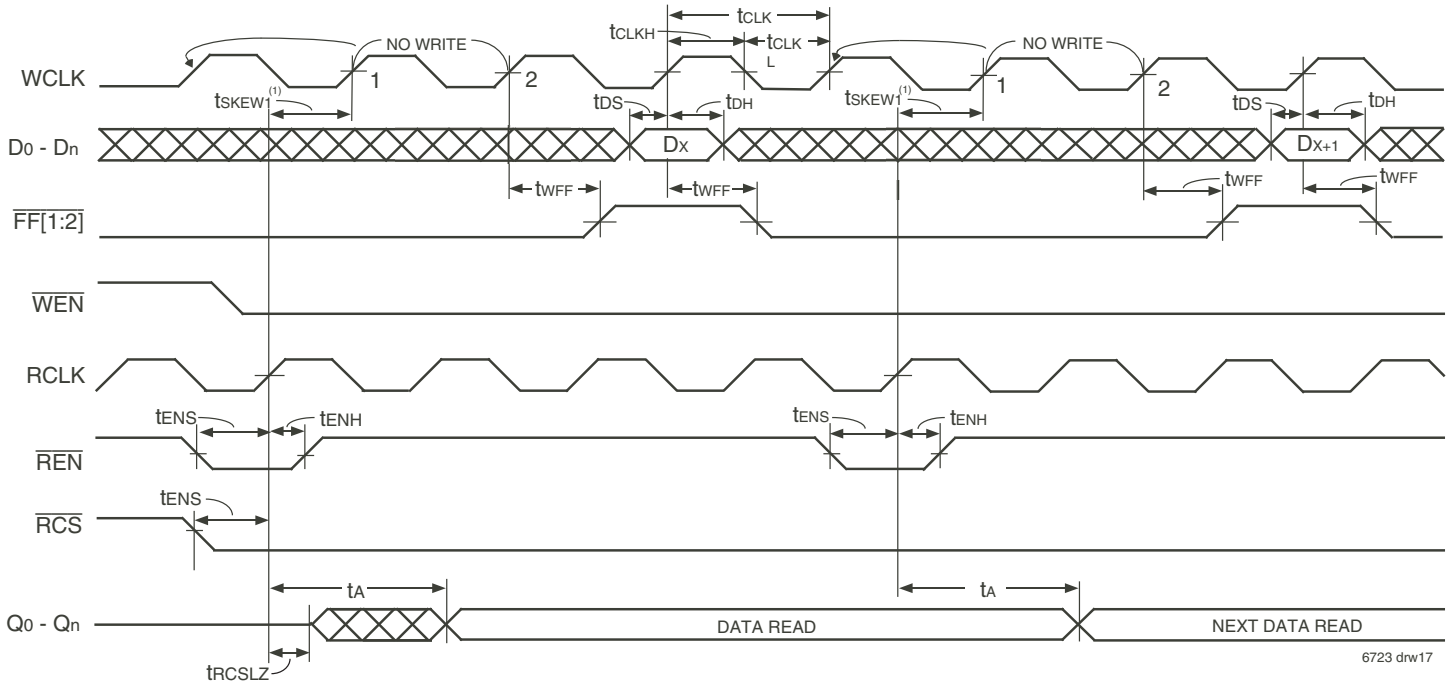 tCLK
tCLKH
tCLK
L
NO WRITE
NO WRITE
WCLK
1
2
1
2
tSKEW1(1)
tDS
tDH
tSKEW1(1)
tDS
tDH
D0 - Dn
DX
DX+1
tWFF
tWFF
tWFF
tWFF
FF[1:2]
WEN
RCLK
tENS
tENH
tENS
tENH
REN
tENS
RCS
tA
tA
Q0 - Qn
DATA READ
NEXT DATA READ
tRCSLZ
6723 drw17